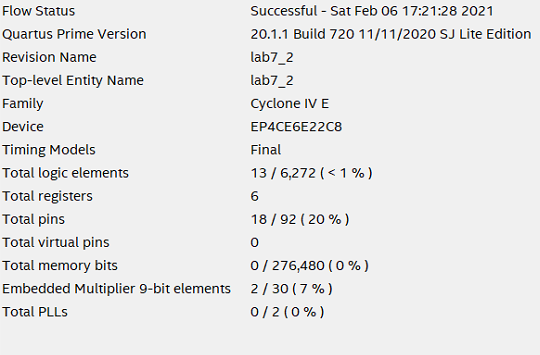 Flow Status Successful - Sat Feb 06 17:21:28 2021
Quartus Prime Version 20.1.1 Build 720 11/11/2020 SJ Lite Edition
Revision Name lab7_2
Top-level Entity Name lab7_2
Family Cyclone IV E
Device EP4CE6E22C8
Timing Models Final
Total logic elements 13 / 6,272 ( < 1 % )
Total registers 6
Total pins 18 / 92 ( 20 % )
Total virtual pins 0
Total memory bits 0 / 276,480 ( 0 % )
Embedded Multiplier 9-bit elements 2 / 30 ( 7 % )
Total PLLs 0 / 2 ( 0 % )